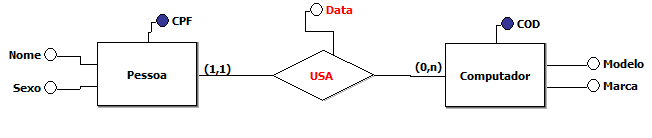 Data
CPF
COD
Nome
Sexo
Pessoa
(1,1)
USA
(0,n)
Computador
Modelo
Marca